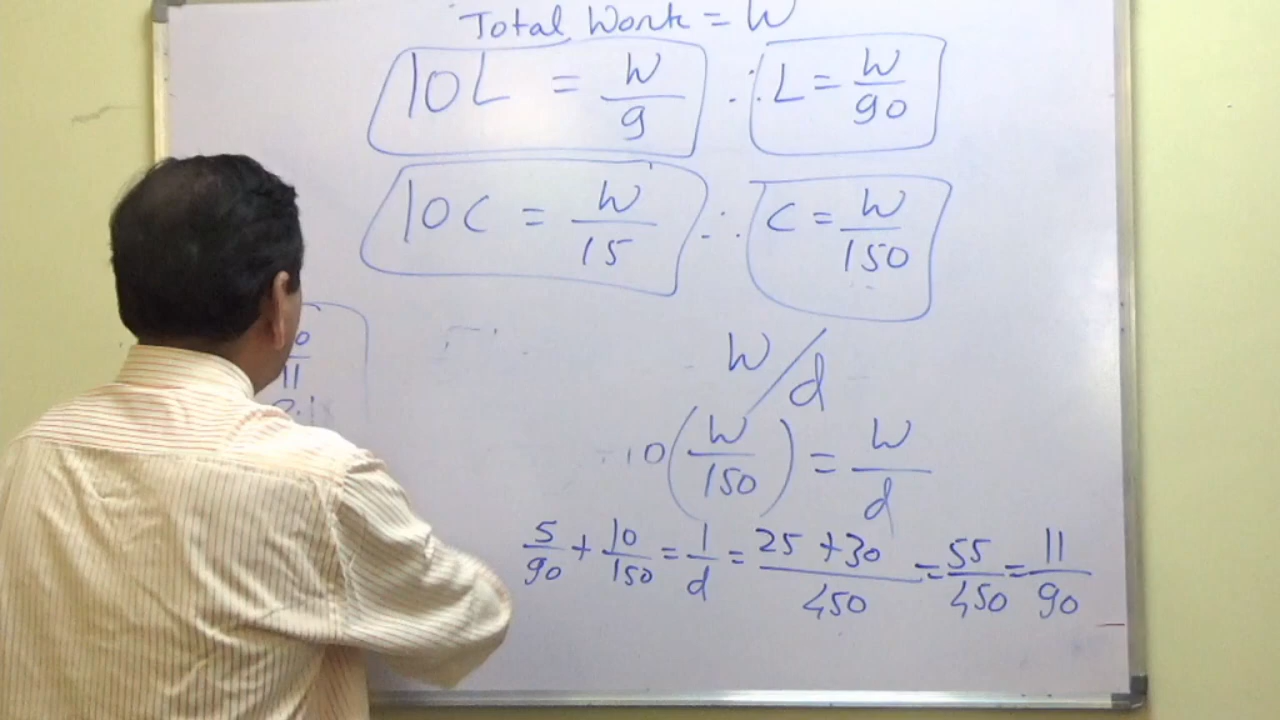 Total Work = W
10L = W/9 ∴ L = W/90
10C = W/15 ∴ C = W/150
W/d
10(W/150) = W/d
5/90 + 10/150 = 1/d = 25+30/450 = 55/450 = 11/90
11